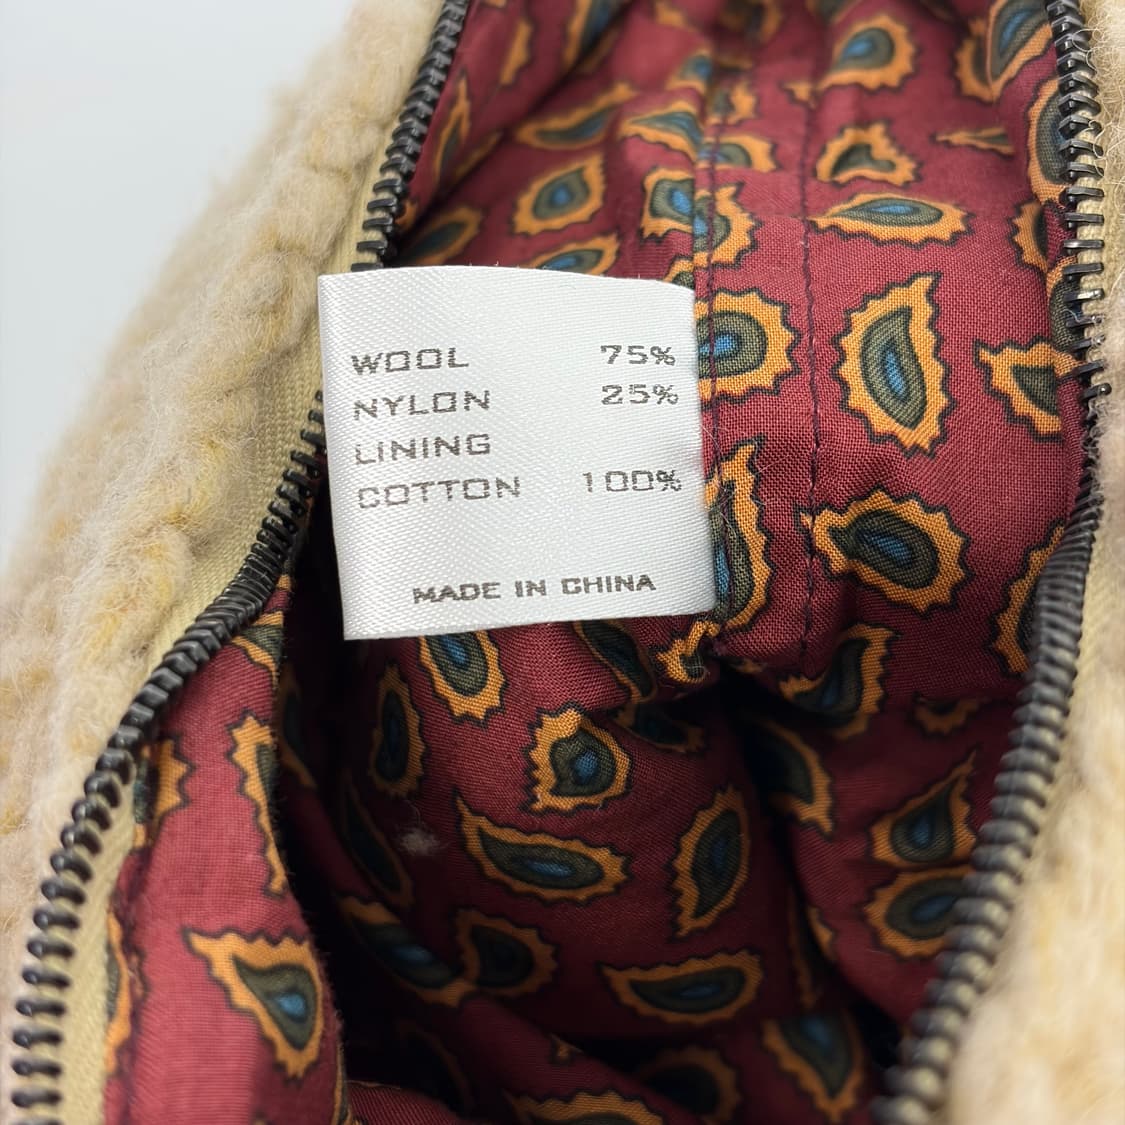 WOOL 75%
NYLON 25%
LINING
COTTON 100%
MADE IN CHINA